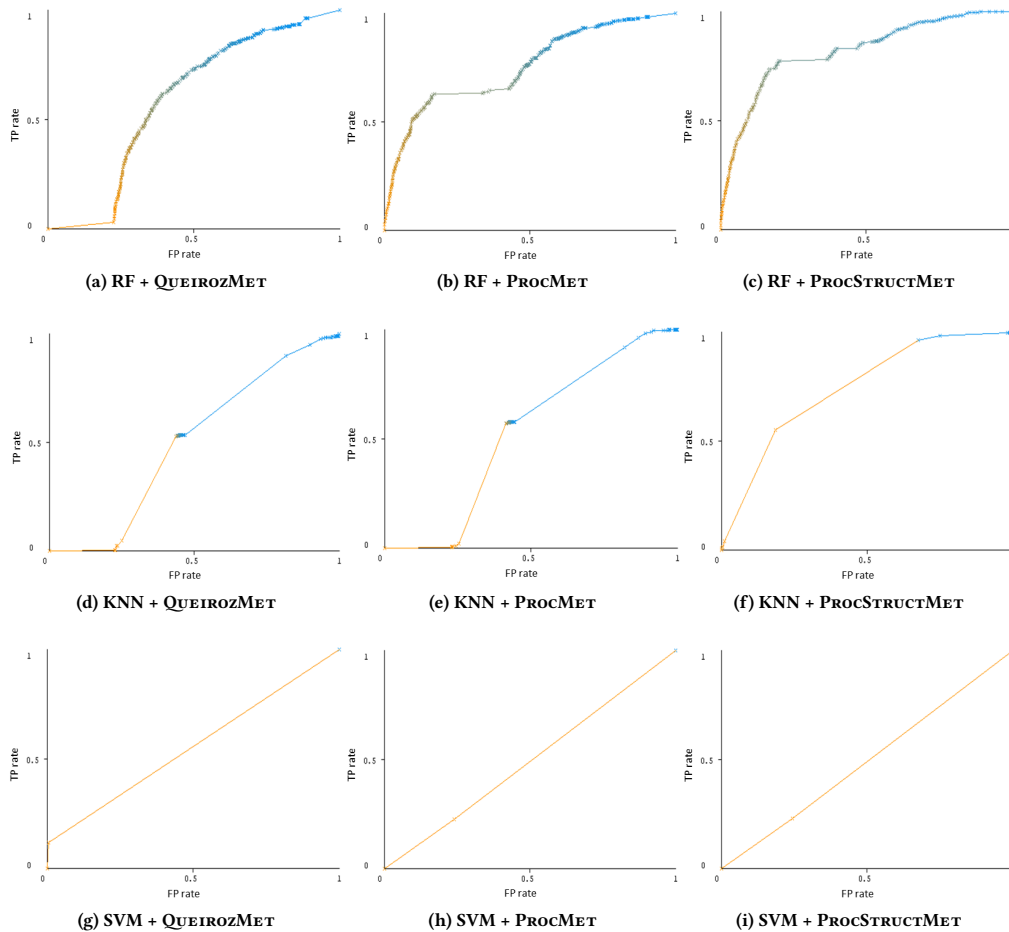 1
TP rate
0.5
0
0
0.5
1
FP rate
(a) RF + QUEIROZMET
1
TP rate
0.5
0
0
0.5
1
FP rate
(b) RF + PROCMET
1
TP rate
0.5
0
0
0.5
FP rate
(c) RF + PROCSTRUCTMET
1
TP rate
0.5
0
0
0.5
1
FP rate
(d) KNN + QUEIROZMET
1
TP rate
0.5
0
0
0.5
1
FP rate
(e) KNN + PROCMET
1
TP rate
0.5
0
0
0.5
FP rate
(f) KNN + PROCSTRUCTMET
1
TP rate
0.5
0
0
0.5
1
FP rate
(g) SVM + QUEIROZMET
1
TP rate
0.5
0
0
0.5
1
FP rate
(h) SVM + PROCMET
1
TP rate
0.5
0
0
0.5
FP rate
(i) SVM + PROCSTRUCTMET